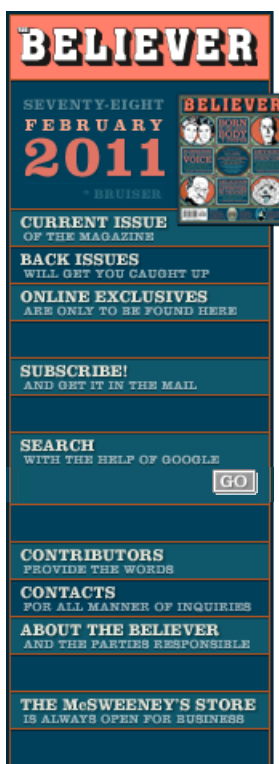 THE
BELIEVER
SEVENTY-EIGHT
FEBRUARY
2011
* BRUISER
BELIEVER
BORN
BODY
VOICE
CURRENT ISSUE
OF THE MAGAZINE
BACK ISSUES
WILL GET YOU CAUGHT UP
ONLINE EXCLUSIVES
ARE ONLY TO BE FOUND HERE
SUBSCRIBE!
AND GET IT IN THE MAIL
SEARCH
WITH THE HELP OF GOOGLE
GO
CONTRIBUTORS
PROVIDE THE WORDS
CONTACTS
FOR ALL MANNER OF INQUIRIES
ABOUT THE BELIEVER
AND THE PARTIES RESPONSIBLE
THE McSWEENEY'S STORE
IS ALWAYS OPEN FOR BUSINESS